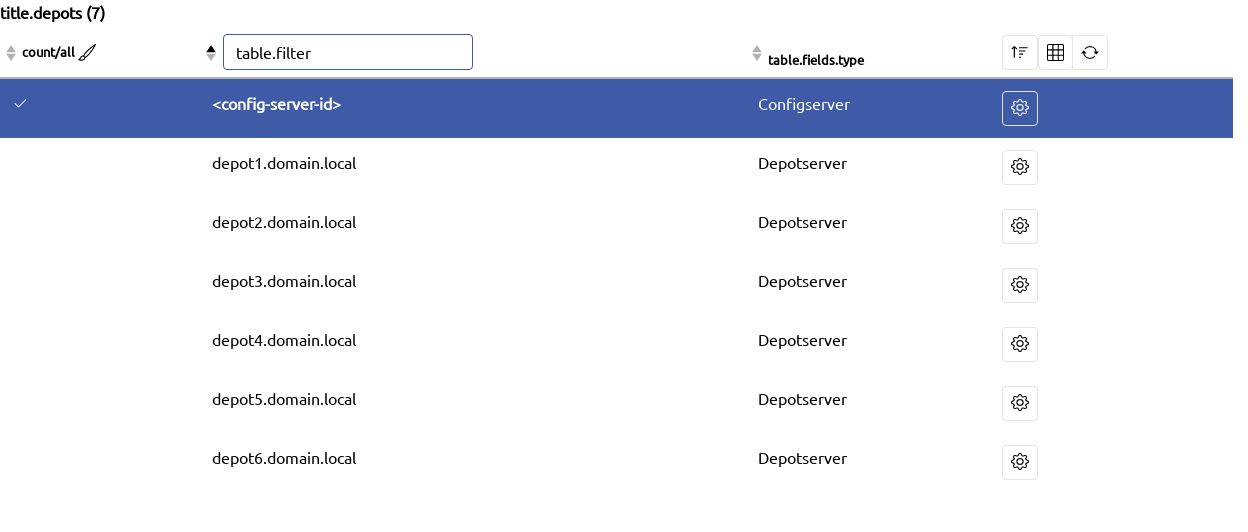 title.depots (7)
count/all table.filter table.fields.type
<config-server-id> Configserver
depot1.domain.local Depotserver
depot2.domain.local Depotserver
depot3.domain.local Depotserver
depot4.domain.local Depotserver
depot5.domain.local Depotserver
depot6.domain.local Depotserver